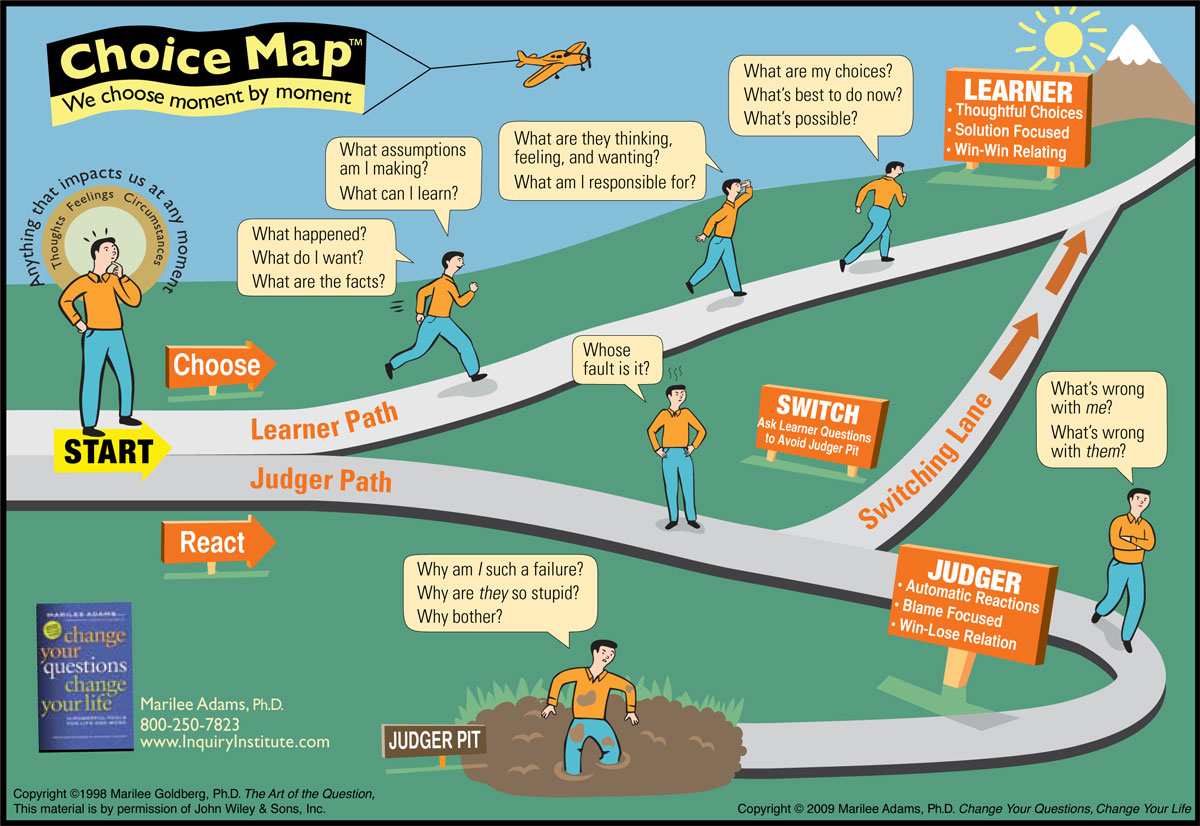 Choice Map™
We choose moment by moment
Anything that impacts us at any moment
Thoughts Feelings Circumstances
What happened?
What do I want?
What are the facts?
What assumptions
am I making?
What can I learn?
What are they thinking,
feeling, and wanting?
What am I responsible for?
What are my choices?
What's best to do now?
What's possible?
LEARNER
• Thoughtful Choices
• Solution Focused
• Win-Win Relating
Choose
START
Learner Path
Judger Path
React
Whose
fault is it?
SWITCH
Ask Learner Questions
to Avoid Judger Pit
Switching Lane
What's wrong
with me?
What's wrong
with them?
JUDGER
• Automatic Reactions
• Blame Focused
• Win-Lose Relation
Why am I such a failure?
Why are they so stupid?
Why bother?
JUDGER PIT
MARILEE ADAMS
change
your
questions
change
your life
Marilee Adams, Ph.D.
800-250-7823
www.InquiryInstitute.com
Copyright ©1998 Marilee Goldberg, Ph.D. The Art of the Question,
This material is by permission of John Wiley & Sons, Inc.
Copyright © 2009 Marilee Adams, Ph.D. Change Your Questions, Change Your Life